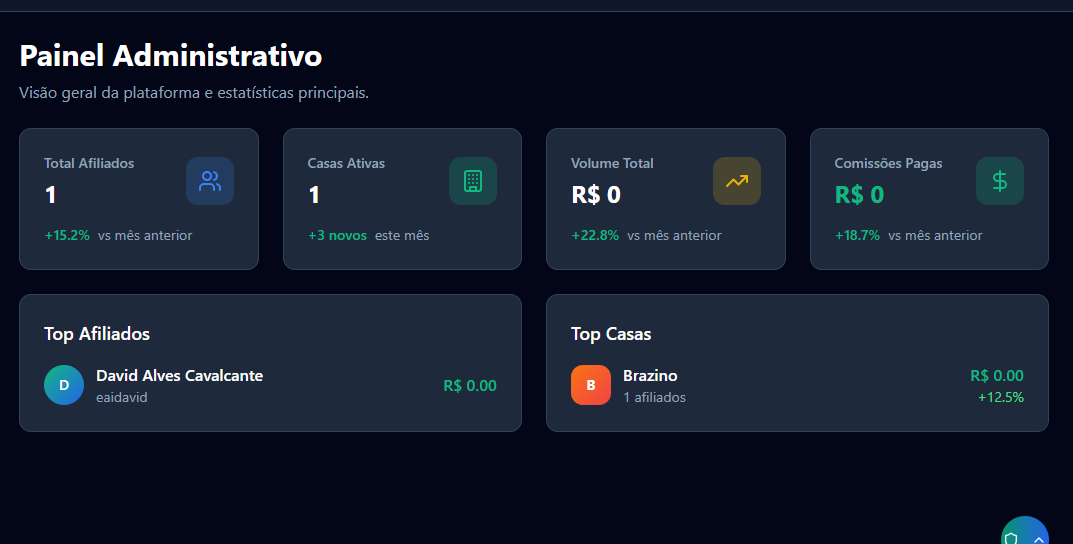 Painel Administrativo
Visão geral da plataforma e estatísticas principais.
Total Afiliados
1
+15.2% vs mês anterior
Casas Ativas
1
+3 novos este mês
Volume Total
R$ 0
+22.8% vs mês anterior
Comissões Pagas
R$ 0
+18.7% vs mês anterior
Top Afiliados
D
David Alves Cavalcante
eaidavid
R$ 0.00
Top Casas
B
Brazino
1 afiliados
R$ 0.00
+12.5%